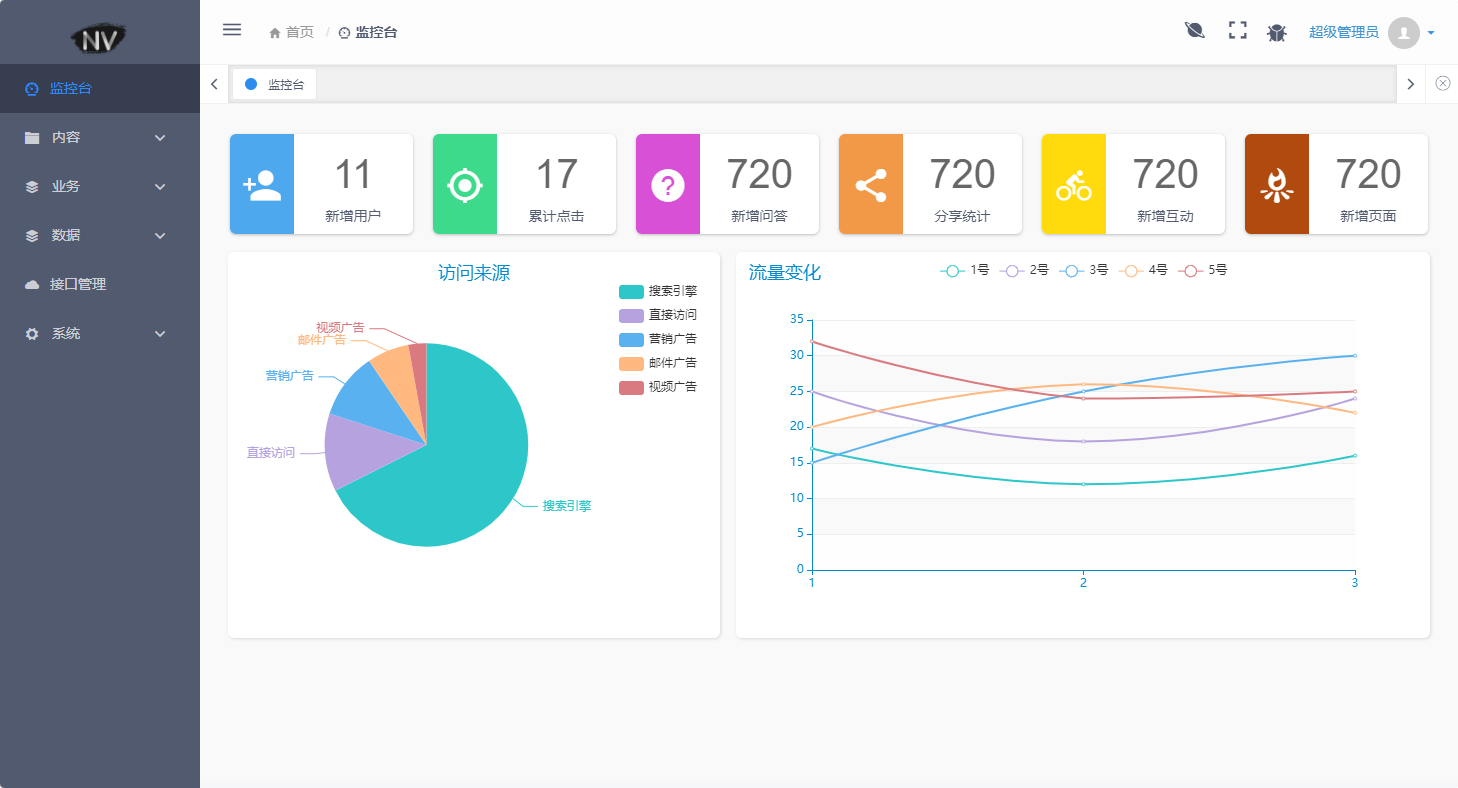 NV
首页 / 监控台
超级管理员
监控台
内容
业务
数据
接口管理
系统
监控台
11
新增用户
17
累计点击
720
新增问答
720
分享统计
720
新增互动
720
新增页面
访问来源
搜索引擎
直接访问
营销广告
邮件广告
视频广告
视频广告
邮件广告
营销广告
直接访问
搜索引擎
流量变化
1号 2号 3号 4号 5号
35
30
25
20
15
10
5
0
1 2 3